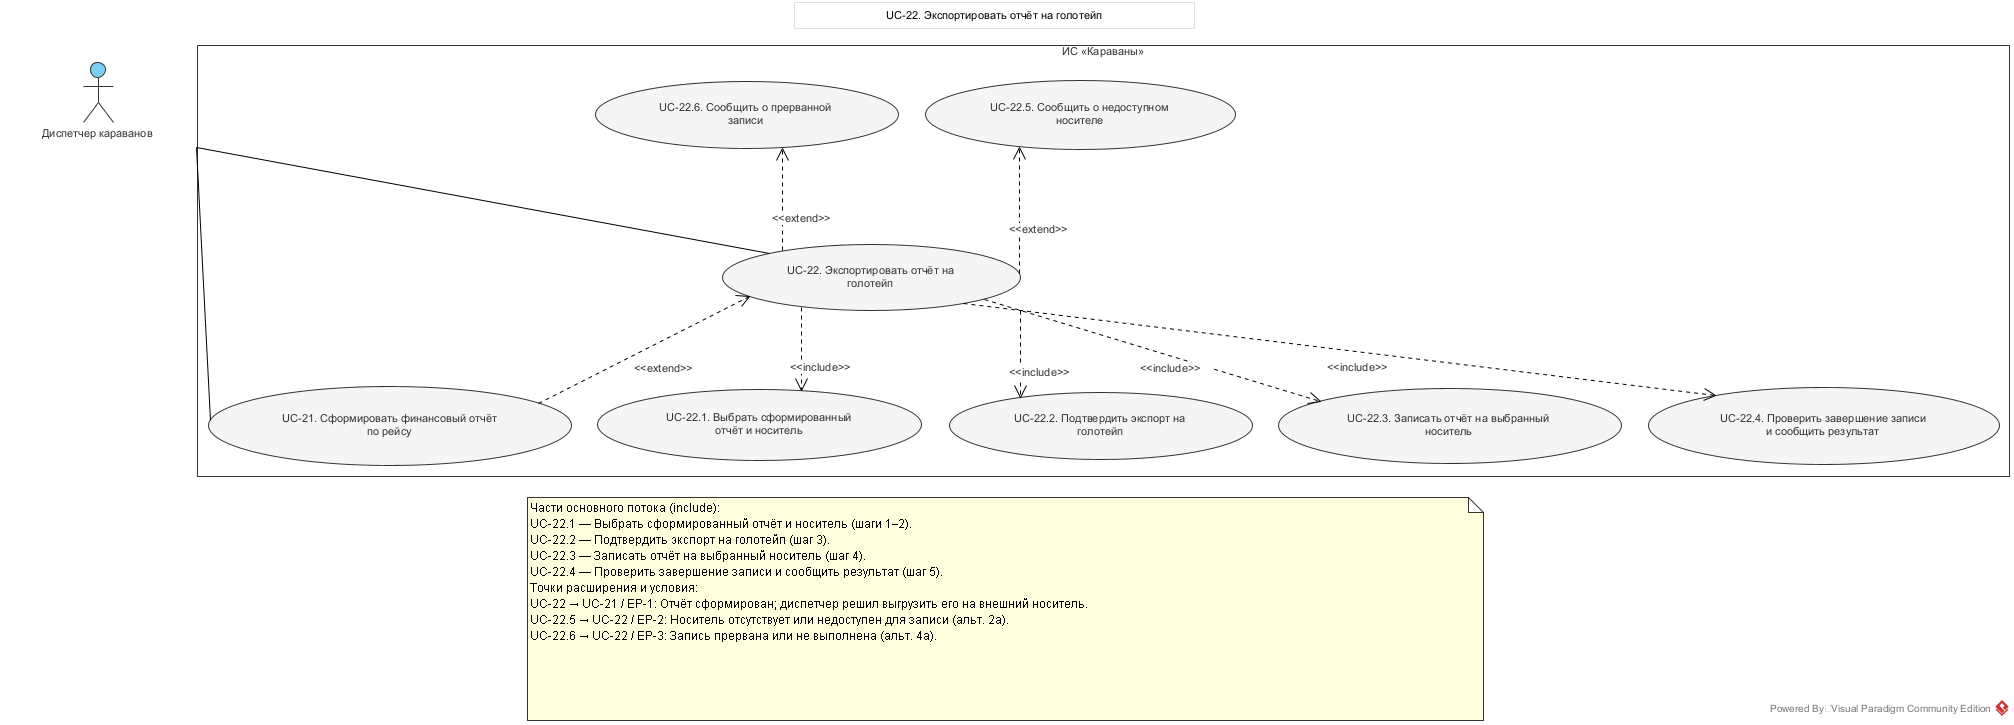 UC-22. Экспортировать отчёт на голотейп
ИС «Караваны»
Диспетчер караванов
UC-22.6. Сообщить о прерванной
записи
UC-22.5. Сообщить о недоступном
носителе
<<extend>>
<<extend>>
UC-22. Экспортировать отчёт на
голотейп
<<extend>>
<<include>>
<<include>>
<<include>>
<<include>>
UC-21. Сформировать финансовый отчёт
по рейсу
UC-22.1. Выбрать сформированный
отчёт и носитель
UC-22.2. Подтвердить экспорт на
голотейп
UC-22.3. Записать отчёт на выбранный
носитель
UC-22.4. Проверить завершение записи
и сообщить результат
Части основного потока (include):
UC-22.1 — Выбрать сформированный отчёт и носитель (шаги 1–2).
UC-22.2 — Подтвердить экспорт на голотейп (шаг 3).
UC-22.3 — Записать отчёт на выбранный носитель (шаг 4).
UC-22.4 — Проверить завершение записи и сообщить результат (шаг 5).
Точки расширения и условия:
UC-22 → UC-21 / EP-1: Отчёт сформирован; диспетчер решил выгрузить его на внешний носитель.
UC-22.5 → UC-22 / EP-2: Носитель отсутствует или недоступен для записи (альт. 2а).
UC-22.6 → UC-22 / EP-3: Запись прервана или не выполнена (альт. 4а).
Powered By Visual Paradigm Community Edition